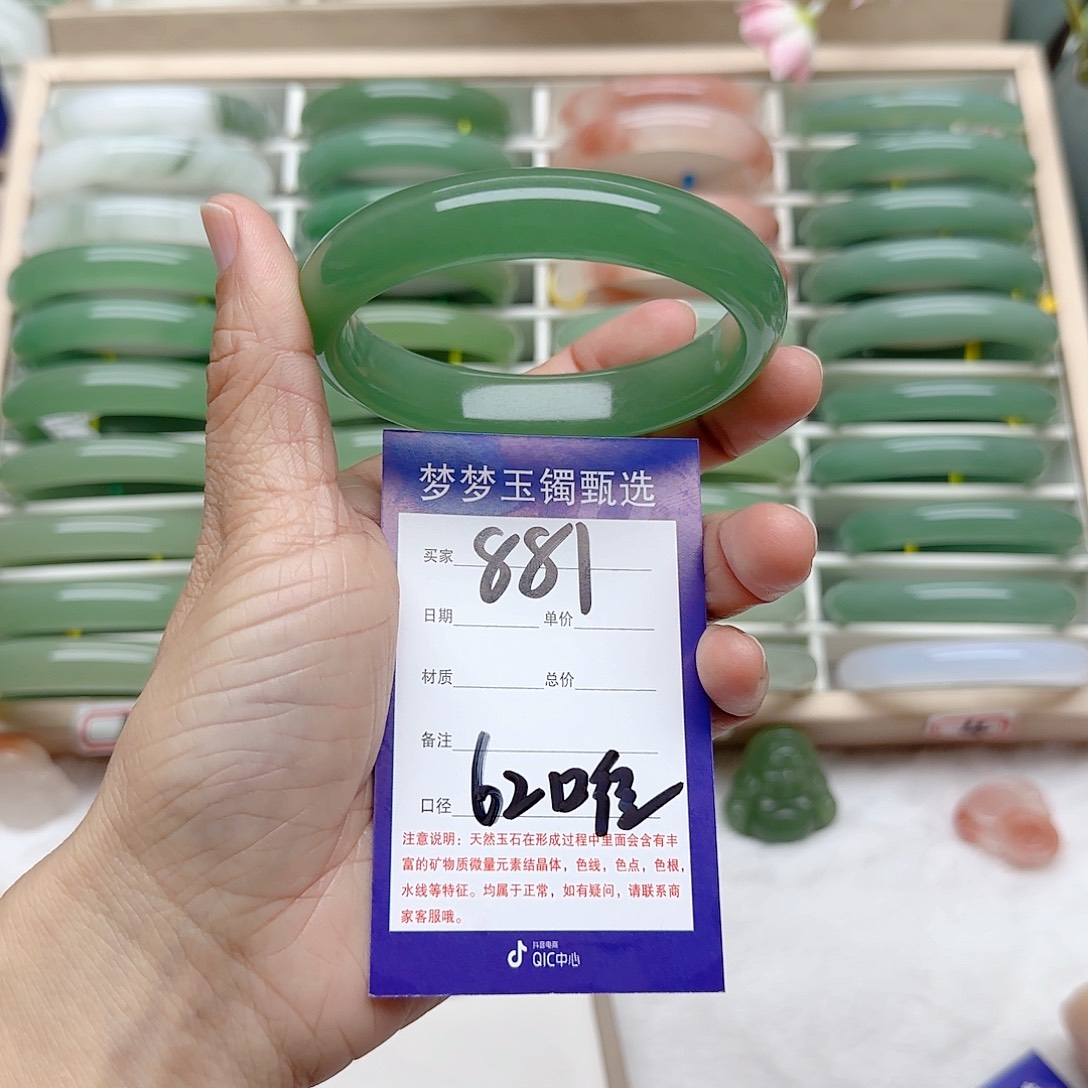 梦梦玉镯甄选
买家 881
日期 单价
材质 总价
备注
口径 62口唯
注意说明：天然玉石在形成过程中里面会含有丰
富的矿物质微量元素结晶体，色线，色点，色根，
水线等特征。均属于正常，如有疑问，请联系商
家客服哦。
抖音电商
QIC中心